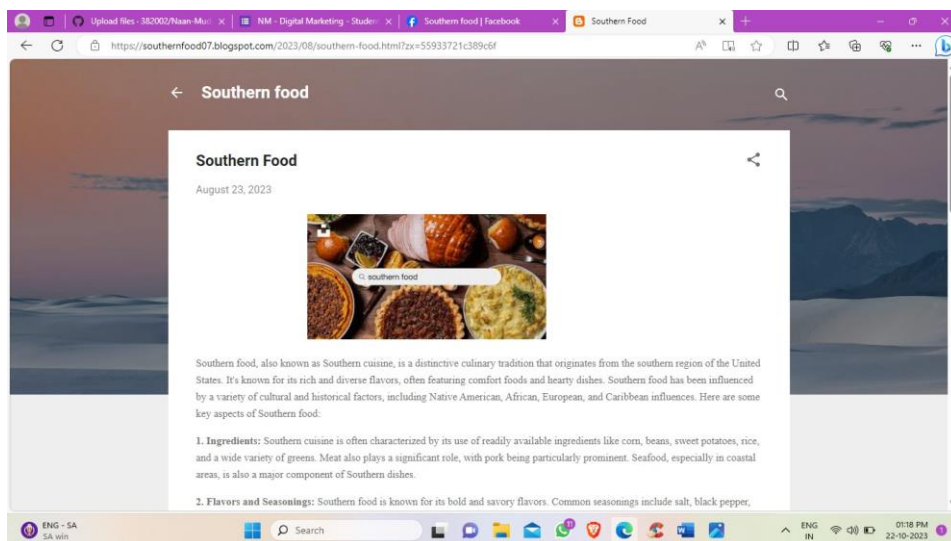 Upload files · 382002/Naan-Mud
NM - Digital Marketing - Studen
Southern food | Facebook
Southern Food
https://southernfood07.blogspot.com/2023/08/southern-food.html?zx=55933721c389c6f
Southern food
Southern Food
August 23, 2023
southern food
Southern food, also known as Southern cuisine, is a distinctive culinary tradition that originates from the southern region of the United
States. It's known for its rich and diverse flavors, often featuring comfort foods and hearty dishes. Southern food has been influenced
by a variety of cultural and historical factors, including Native American, African, European, and Caribbean influences. Here are some
key aspects of Southern food:
1. Ingredients: Southern cuisine is often characterized by its use of readily available ingredients like corn, beans, sweet potatoes, rice,
and a wide variety of greens. Meat also plays a significant role, with pork being particularly prominent. Seafood, especially in coastal
areas, is also a major component of Southern dishes.
2. Flavors and Seasonings: Southern food is known for its bold and savory flavors. Common seasonings include salt, black pepper,
ENG - SA
SA win
Search
ENG
IN
01:18 PM
22-10-2023